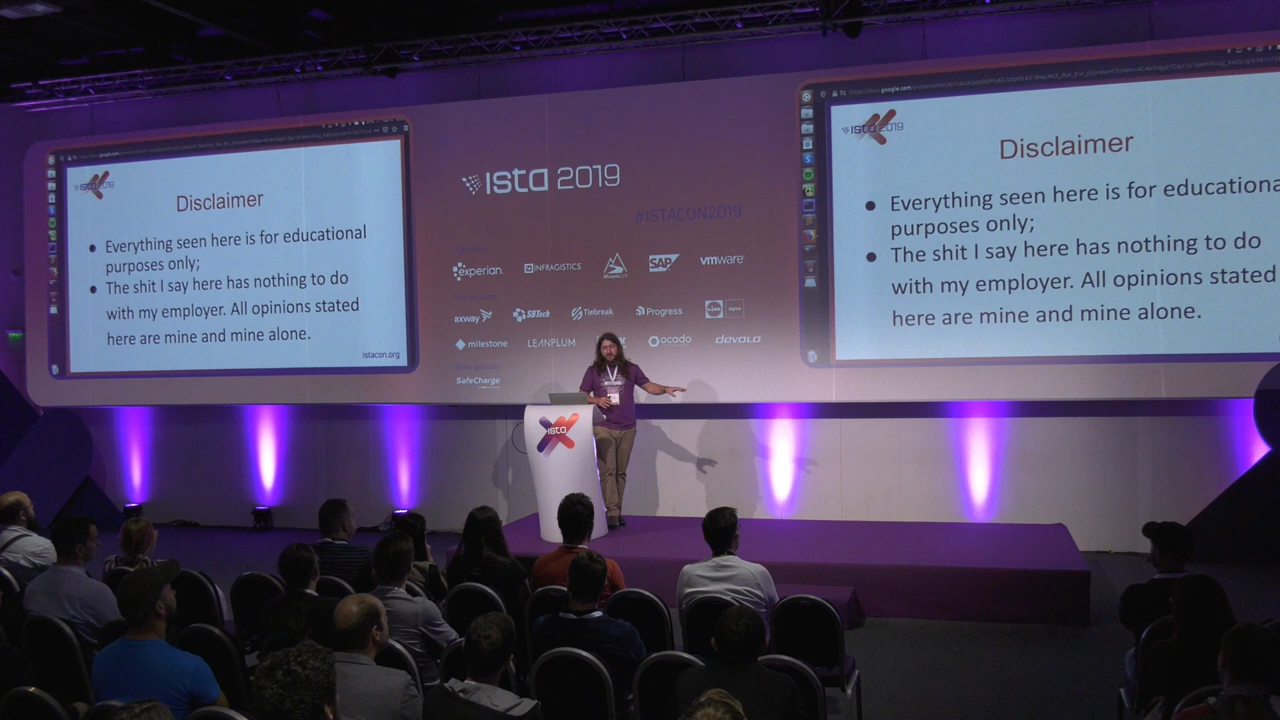 ista 2019
Disclaimer
Everything seen here is for educational
purposes only;
The shit I say here has nothing to do
with my employer. All opinions stated
here are mine and mine alone.
istacon.org
ista 2019
#ISTACON2019
experian.
INFRAGISTICS
SAP
vmware
axway
SBTech
Tiebreak
Progress
digital
milestone
LEANPLUM
ocado
devolo
SafeCharge
ista
ista 2019
Disclaimer
Everything seen here is for educationa
purposes only;
The shit I say here has nothing to do
with my employer. All opinions stated
here are mine and mine alone.